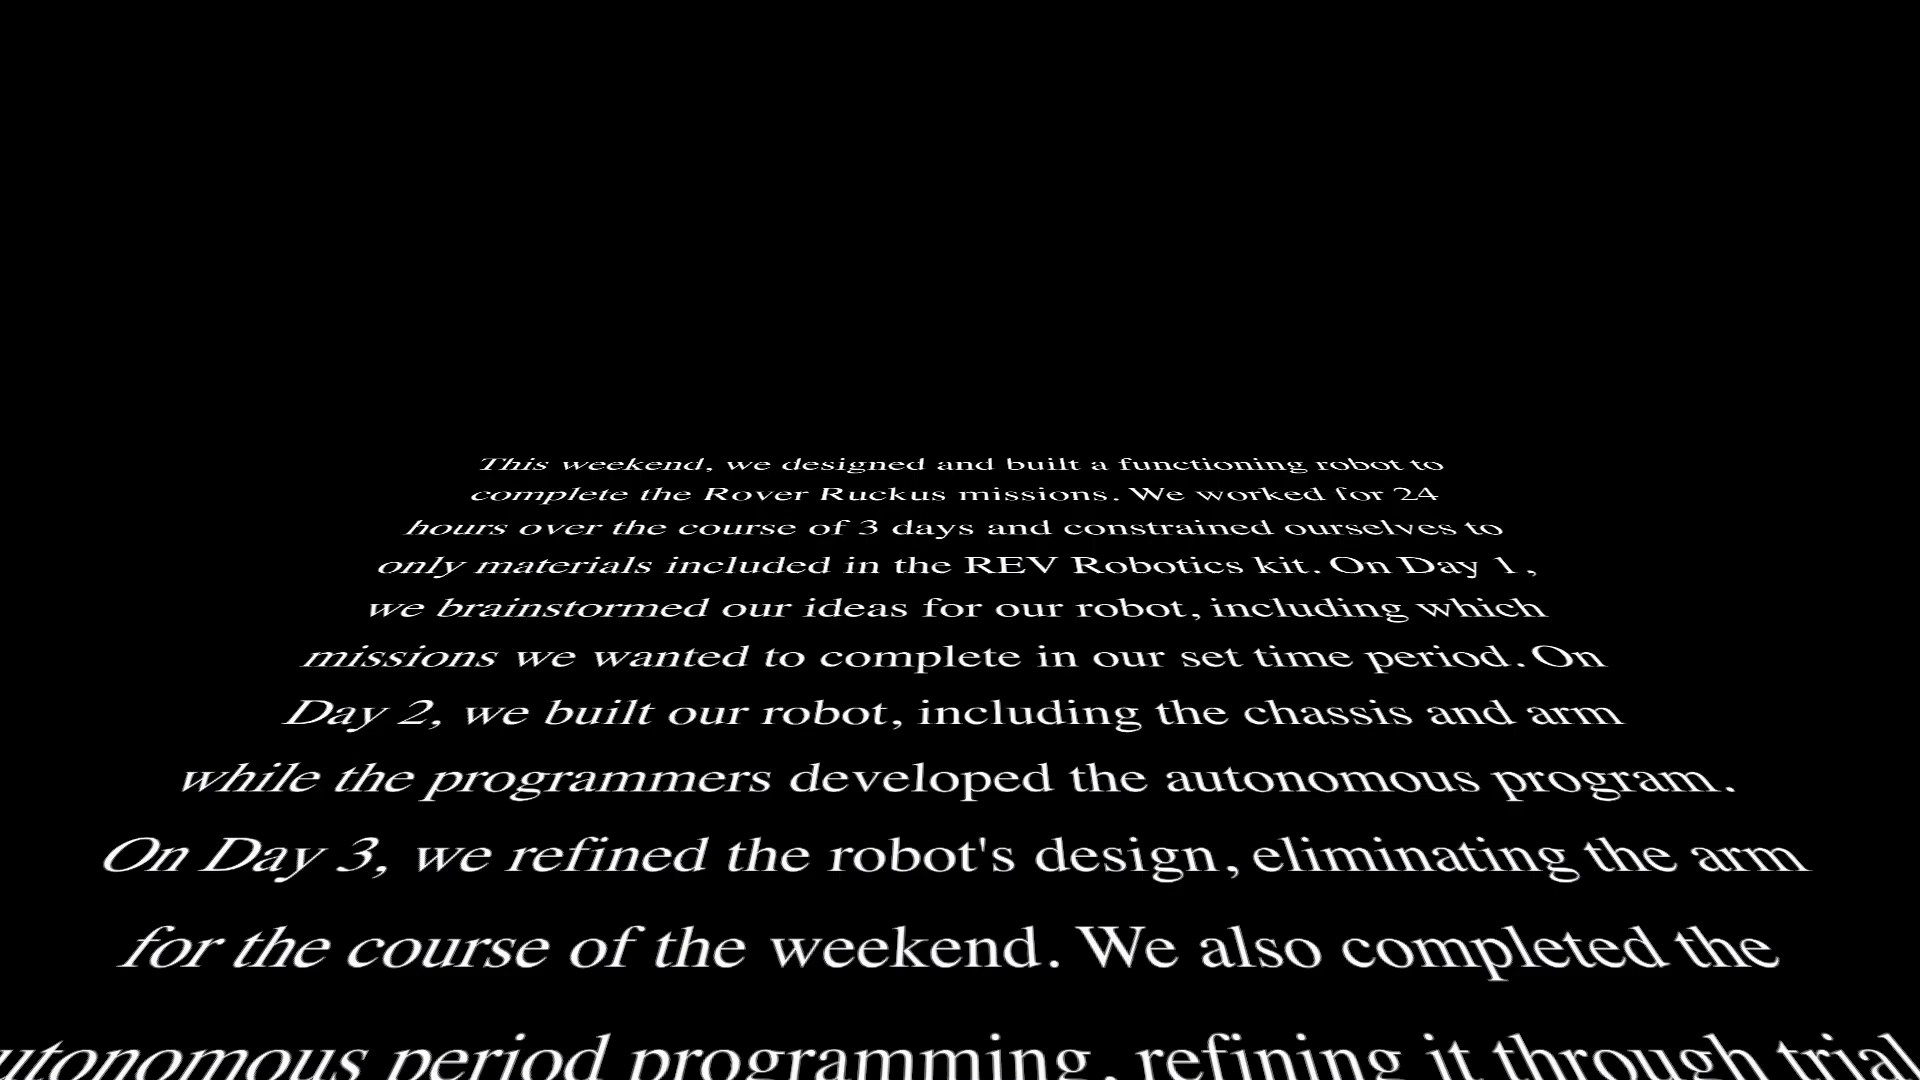 This weekend, we designed and built a functioning robot to
complete the Rover Ruckus missions. We worked for 24
hours over the course of 3 days and constrained ourselves to
only materials included in the REV Robotics kit. On Day 1,
we brainstormed our ideas for our robot, including which
missions we wanted to complete in our set time period. On
Day 2, we built our robot, including the chassis and arm
while the programmers developed the autonomous program.
On Day 3, we refined the robot's design, eliminating the arm
for the course of the weekend. We also completed the
utonomous period programming, refining it through trial